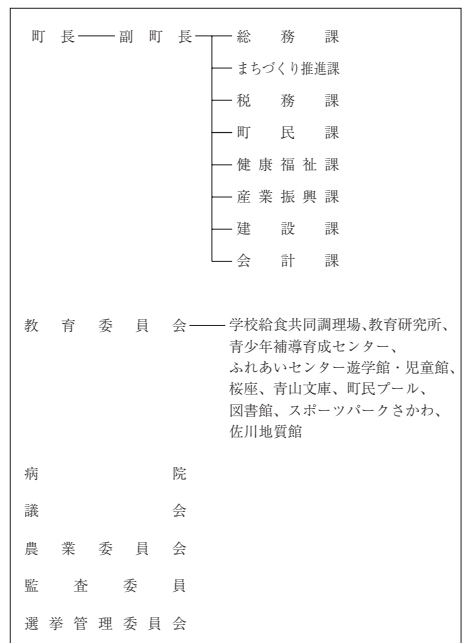 町長 副町長 総務課
まちづくり推進課
税務課
町民課
健康福祉課
産業振興課
建設課
会計課
教育委員会 学校給食共同調理場、教育研究所、
青少年補導育成センター、
ふれあいセンター遊学館・児童館、
桜座、青山文庫、町民プール、
図書館、スポーツパークさかわ、
佐川地質館
病院
議会
農業委員会
監査委員
選挙管理委員会